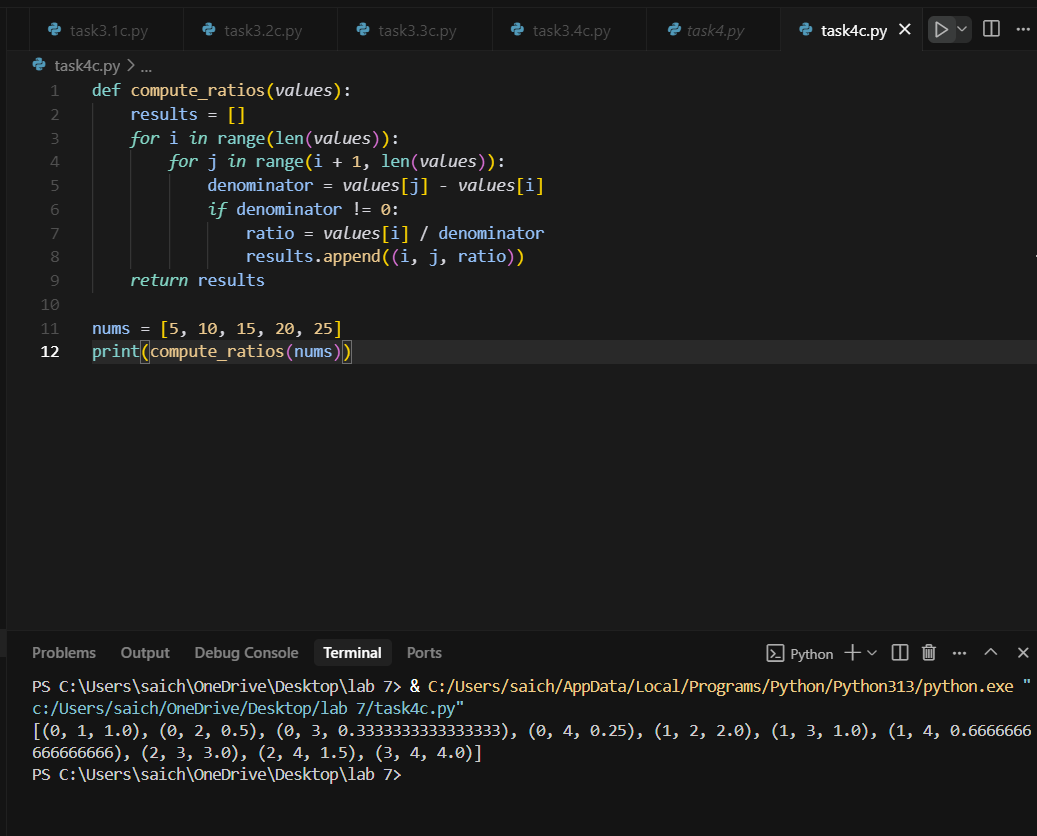 task3.1c.py task3.2c.py task3.3c.py task3.4c.py task4.py task4c.py
task4c.py > ...
1 def compute_ratios(values):
2     results = []
3     for i in range(len(values)):
4         for j in range(i + 1, len(values)):
5             denominator = values[j] - values[i]
6             if denominator != 0:
7                 ratio = values[i] / denominator
8                 results.append((i, j, ratio))
9     return results
10
11 nums = [5, 10, 15, 20, 25]
12 print(compute_ratios(nums))
Problems Output Debug Console Terminal Ports Python
PS C:\Users\saich\OneDrive\Desktop\lab 7> & C:/Users/saich/AppData/Local/Programs/Python/Python313/python.exe "
c:/Users/saich/OneDrive/Desktop/lab 7/task4c.py"
[(0, 1, 1.0), (0, 2, 0.5), (0, 3, 0.3333333333333333), (0, 4, 0.25), (1, 2, 2.0), (1, 3, 1.0), (1, 4, 0.6666666
666666666), (2, 3, 3.0), (2, 4, 1.5), (3, 4, 4.0)]
PS C:\Users\saich\OneDrive\Desktop\lab 7>